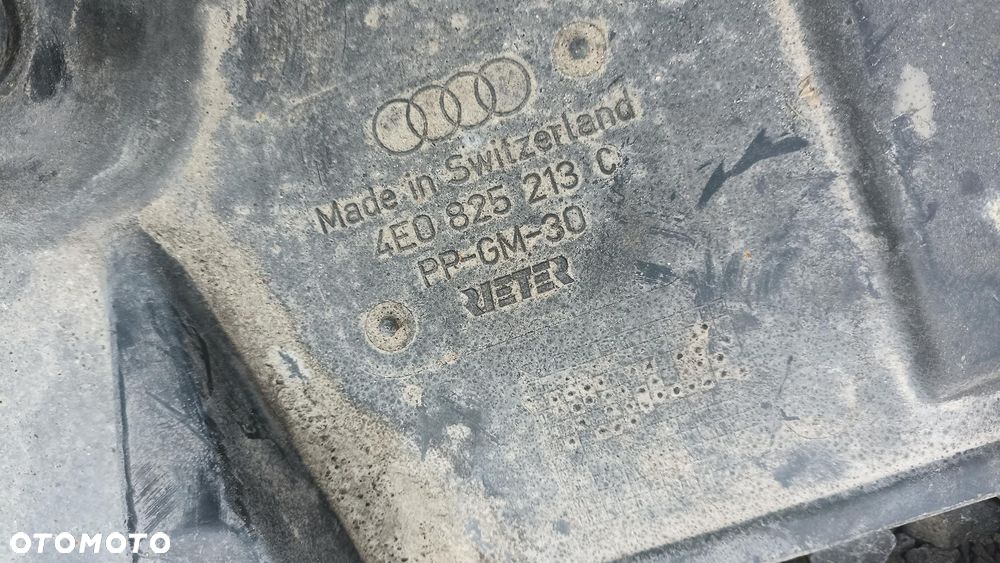 Made in Switzerland
4E0 825 213 C
PP-GM-30
RIETER
OTOMOTO